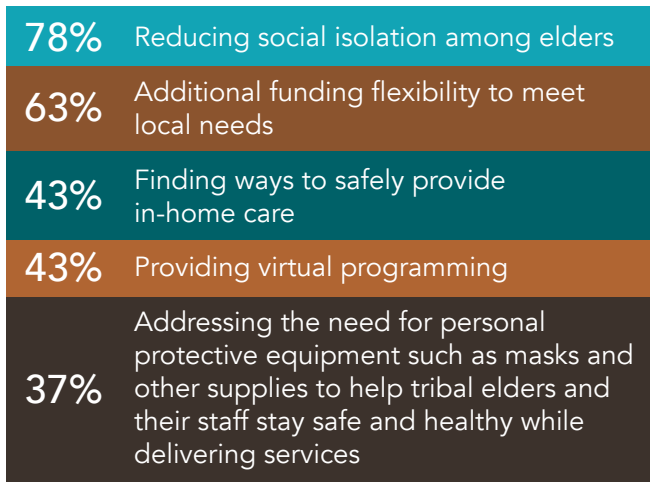 78% Reducing social isolation among elders
63% Additional funding flexibility to meet
local needs
43% Finding ways to safely provide
in-home care
43% Providing virtual programming
37% Addressing the need for personal
protective equipment such as masks and
other supplies to help tribal elders and
their staff stay safe and healthy while
delivering services